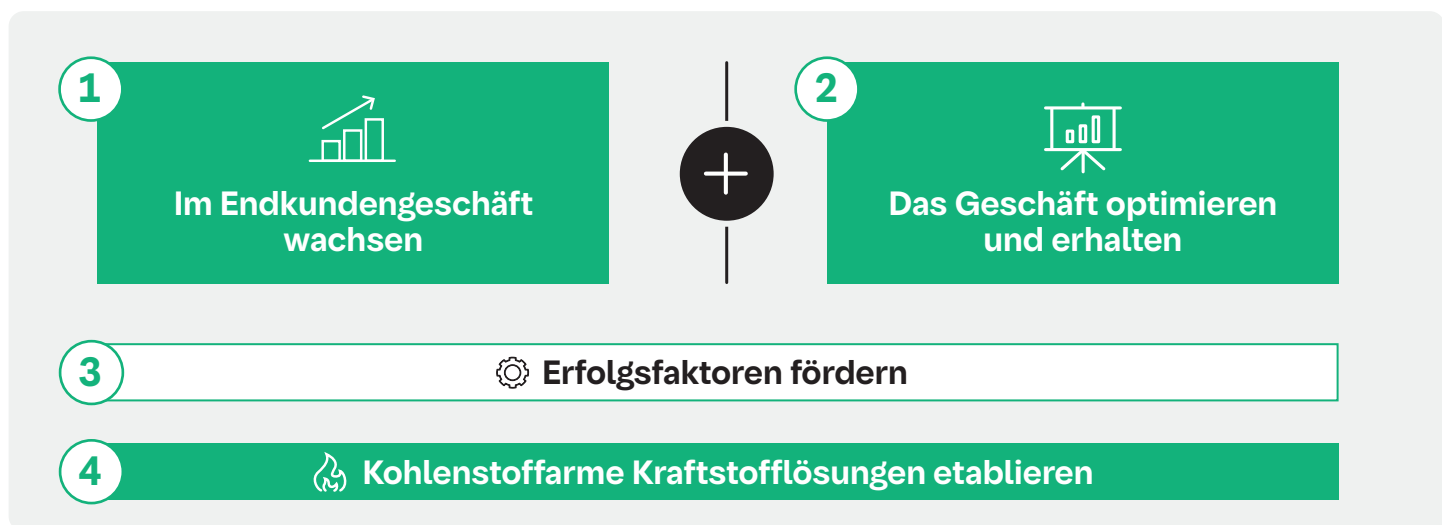 1
Im Endkundengeschäft
wachsen
2
Das Geschäft optimieren
und erhalten
3
Erfolgsfaktoren fördern
4
Kohlenstoffarme Kraftstofflösungen etablieren